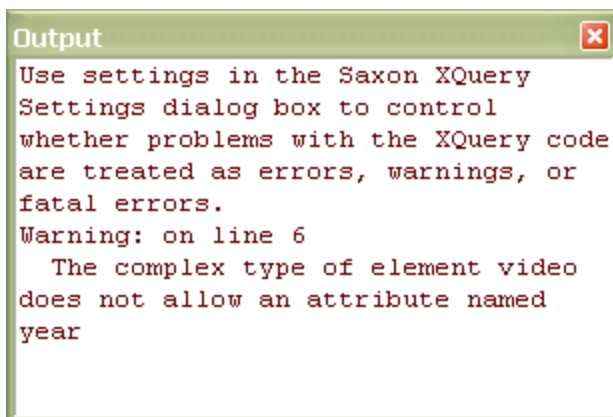 Output
Use settings in the Saxon XQuery
Settings dialog box to control
whether problems with the XQuery code
are treated as errors, warnings, or
fatal errors.
Warning: on line 6
  The complex type of element video
does not allow an attribute named
year